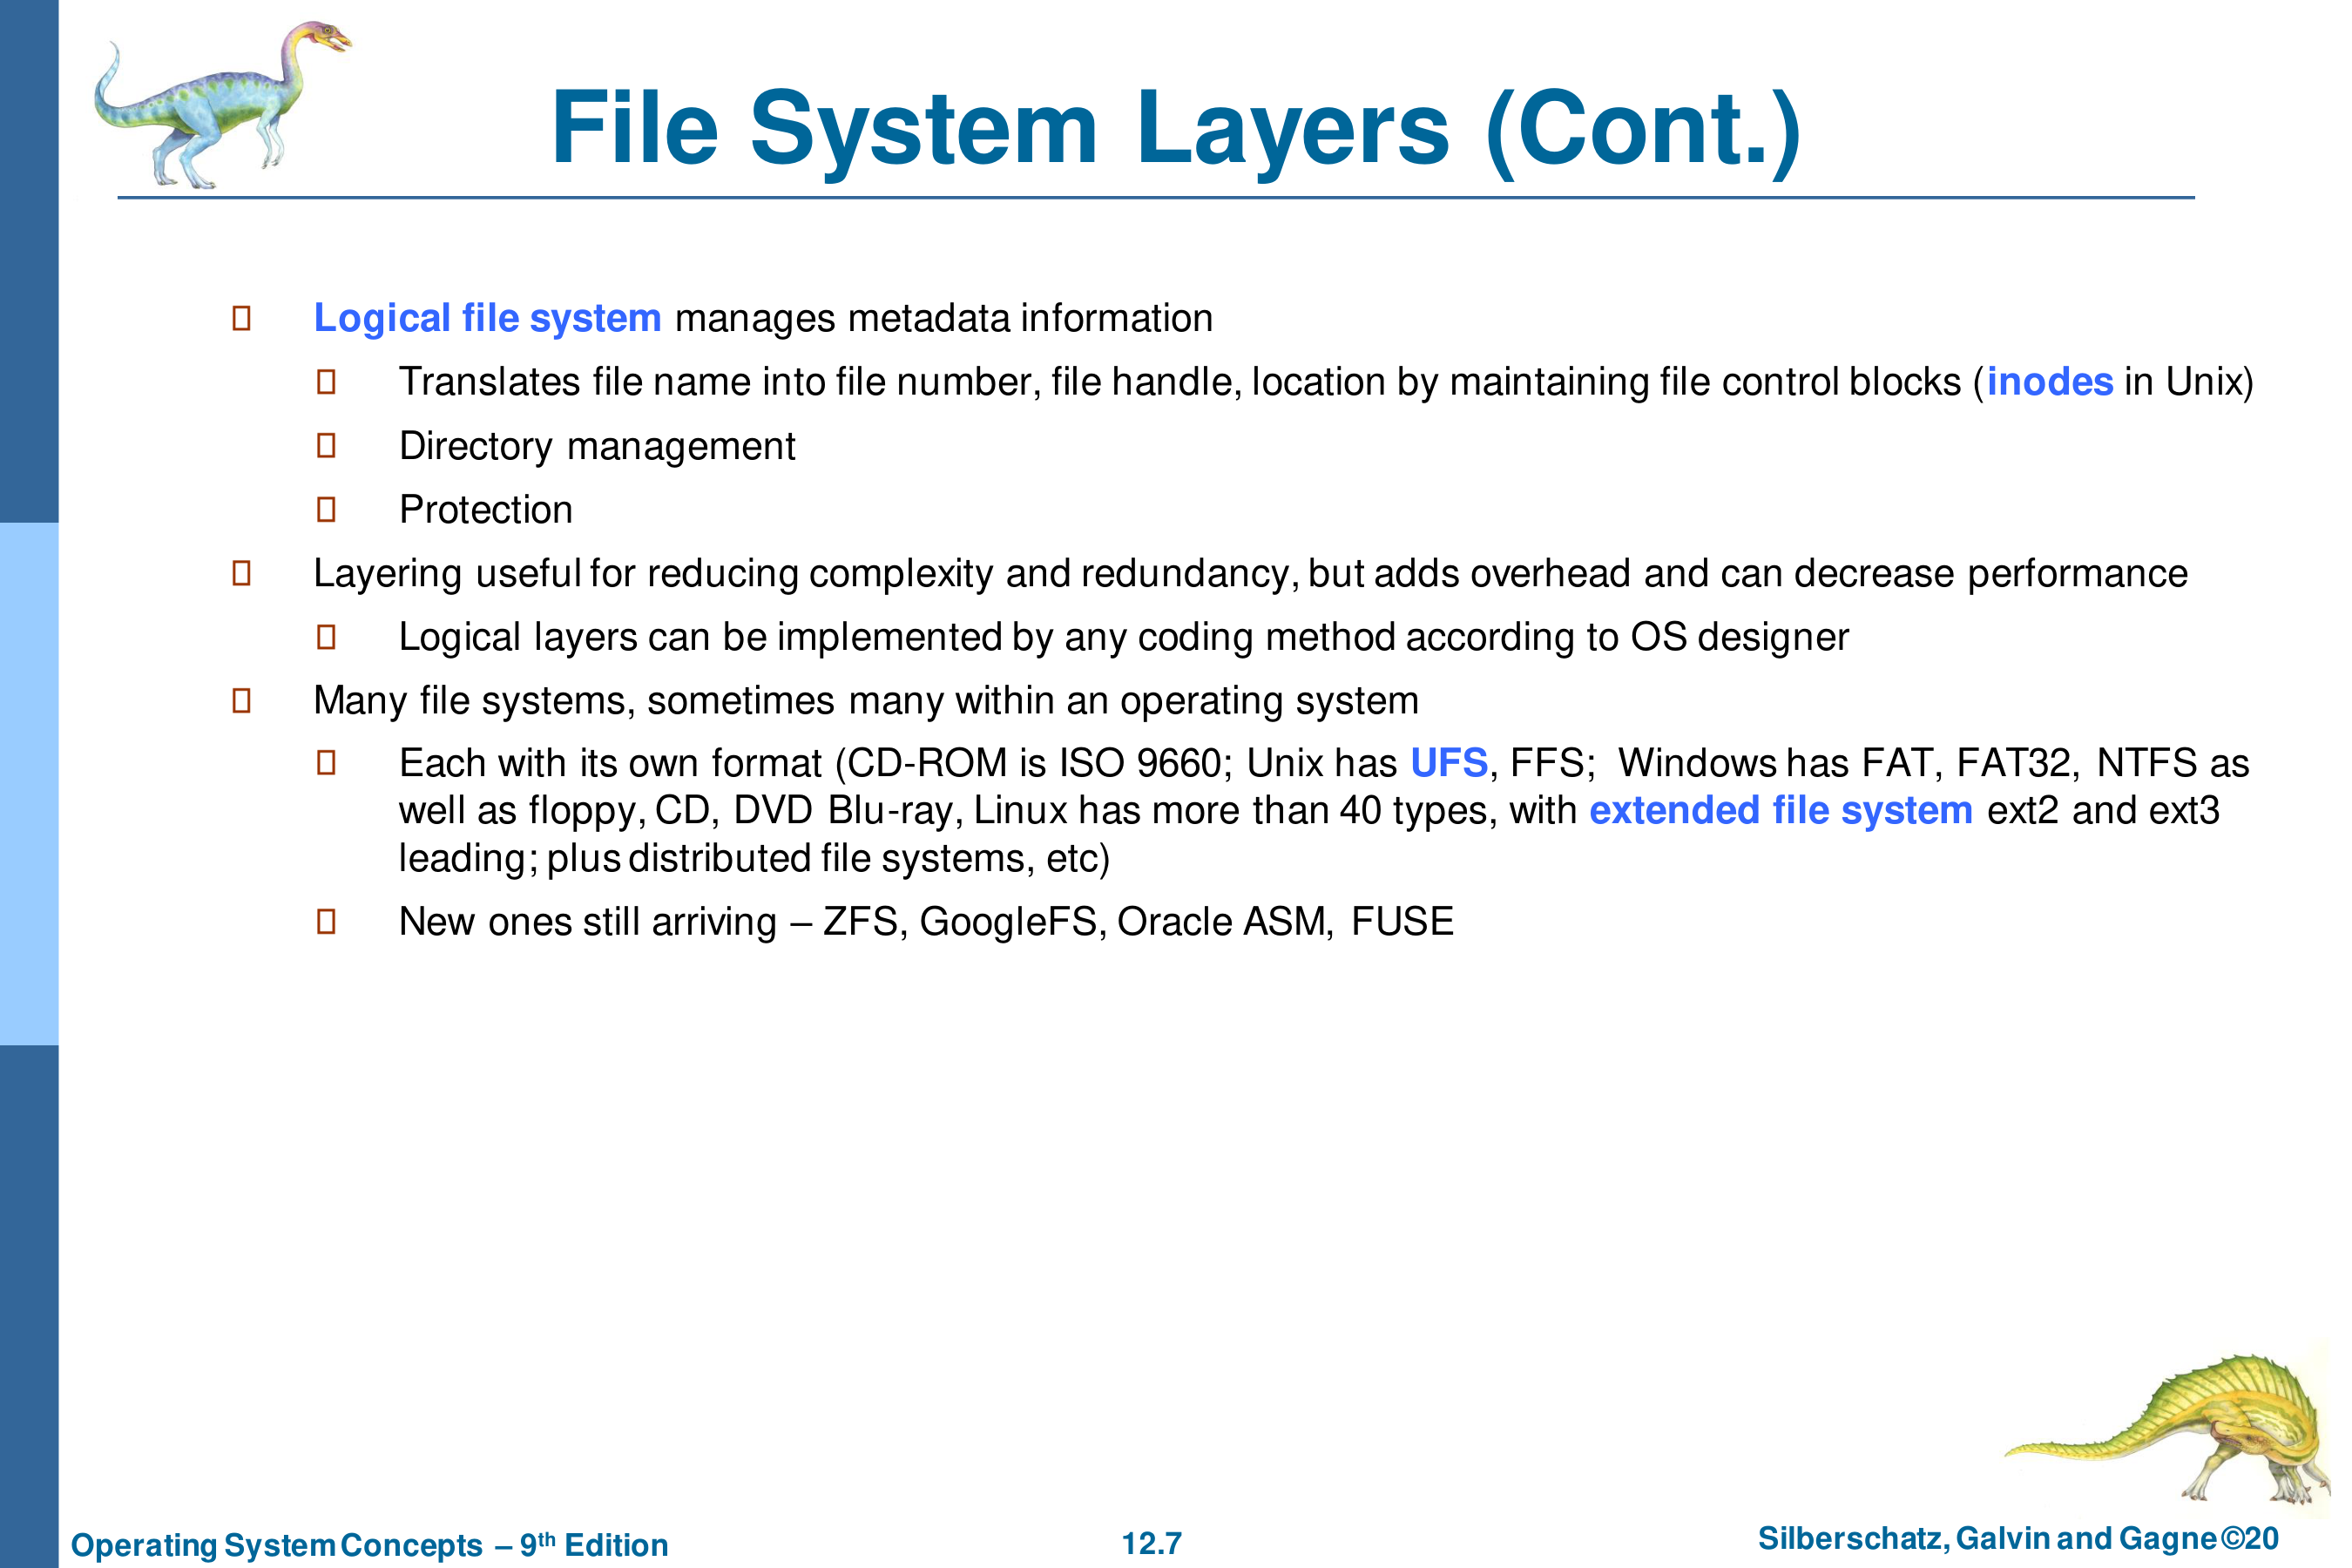 File System Layers (Cont.)
Logical file system manages metadata information
Translates file name into file number, file handle, location by maintaining file control blocks (inodes in Unix)
Directory management
Protection
Layering useful for reducing complexity and redundancy, but adds overhead and can decrease performance
Logical layers can be implemented by any coding method according to OS designer
Many file systems, sometimes many within an operating system
Each with its own format (CD-ROM is ISO 9660; Unix has UFS, FFS;  Windows has FAT, FAT32, NTFS as
well as floppy, CD, DVD Blu-ray, Linux has more than 40 types, with extended file system ext2 and ext3
leading; plus distributed file systems, etc)
New ones still arriving – ZFS, GoogleFS, Oracle ASM, FUSE
Operating System Concepts – 9th Edition
12.7
Silberschatz, Galvin and Gagne ©20